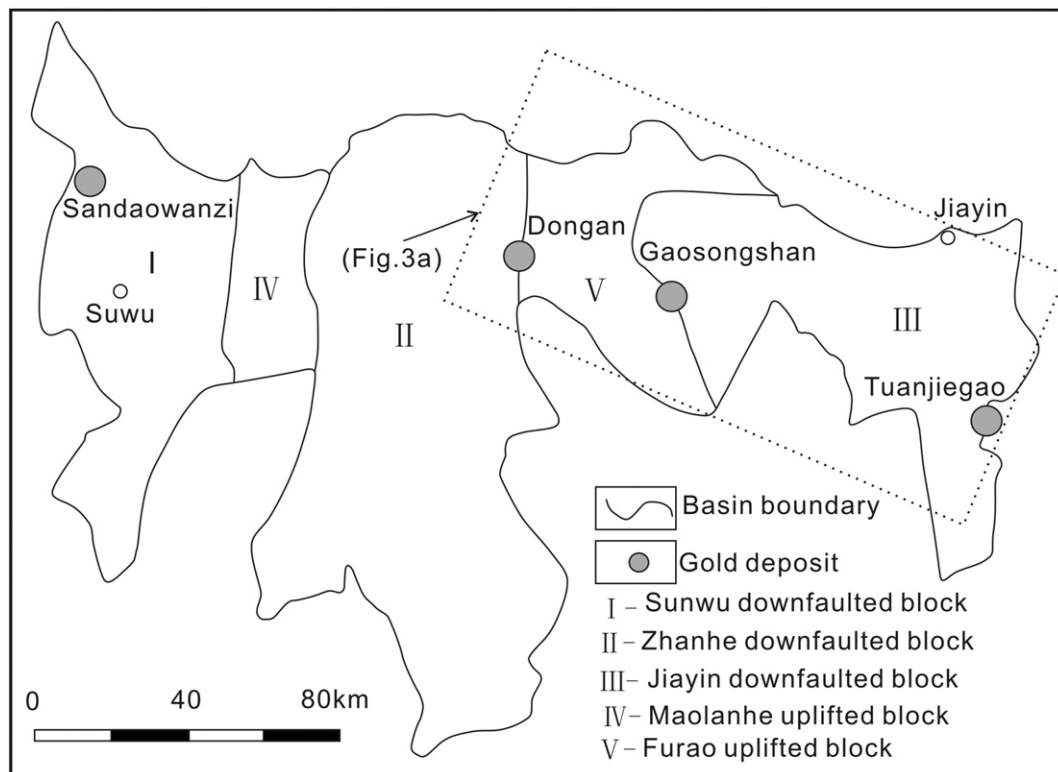 Jiayin
Sandaowanzi
Dongan
Gaosongshan
(Fig.3a)
I
IV
V
Suwu
II
III
Tuanjiegao
Basin boundary
Gold deposit
I – Sunwu downfaulted block
II – Zhanhe downfaulted block
III – Jiayin downfaulted block
IV – Maolanhe uplifted block
V – Furao uplifted block
0 40 80km